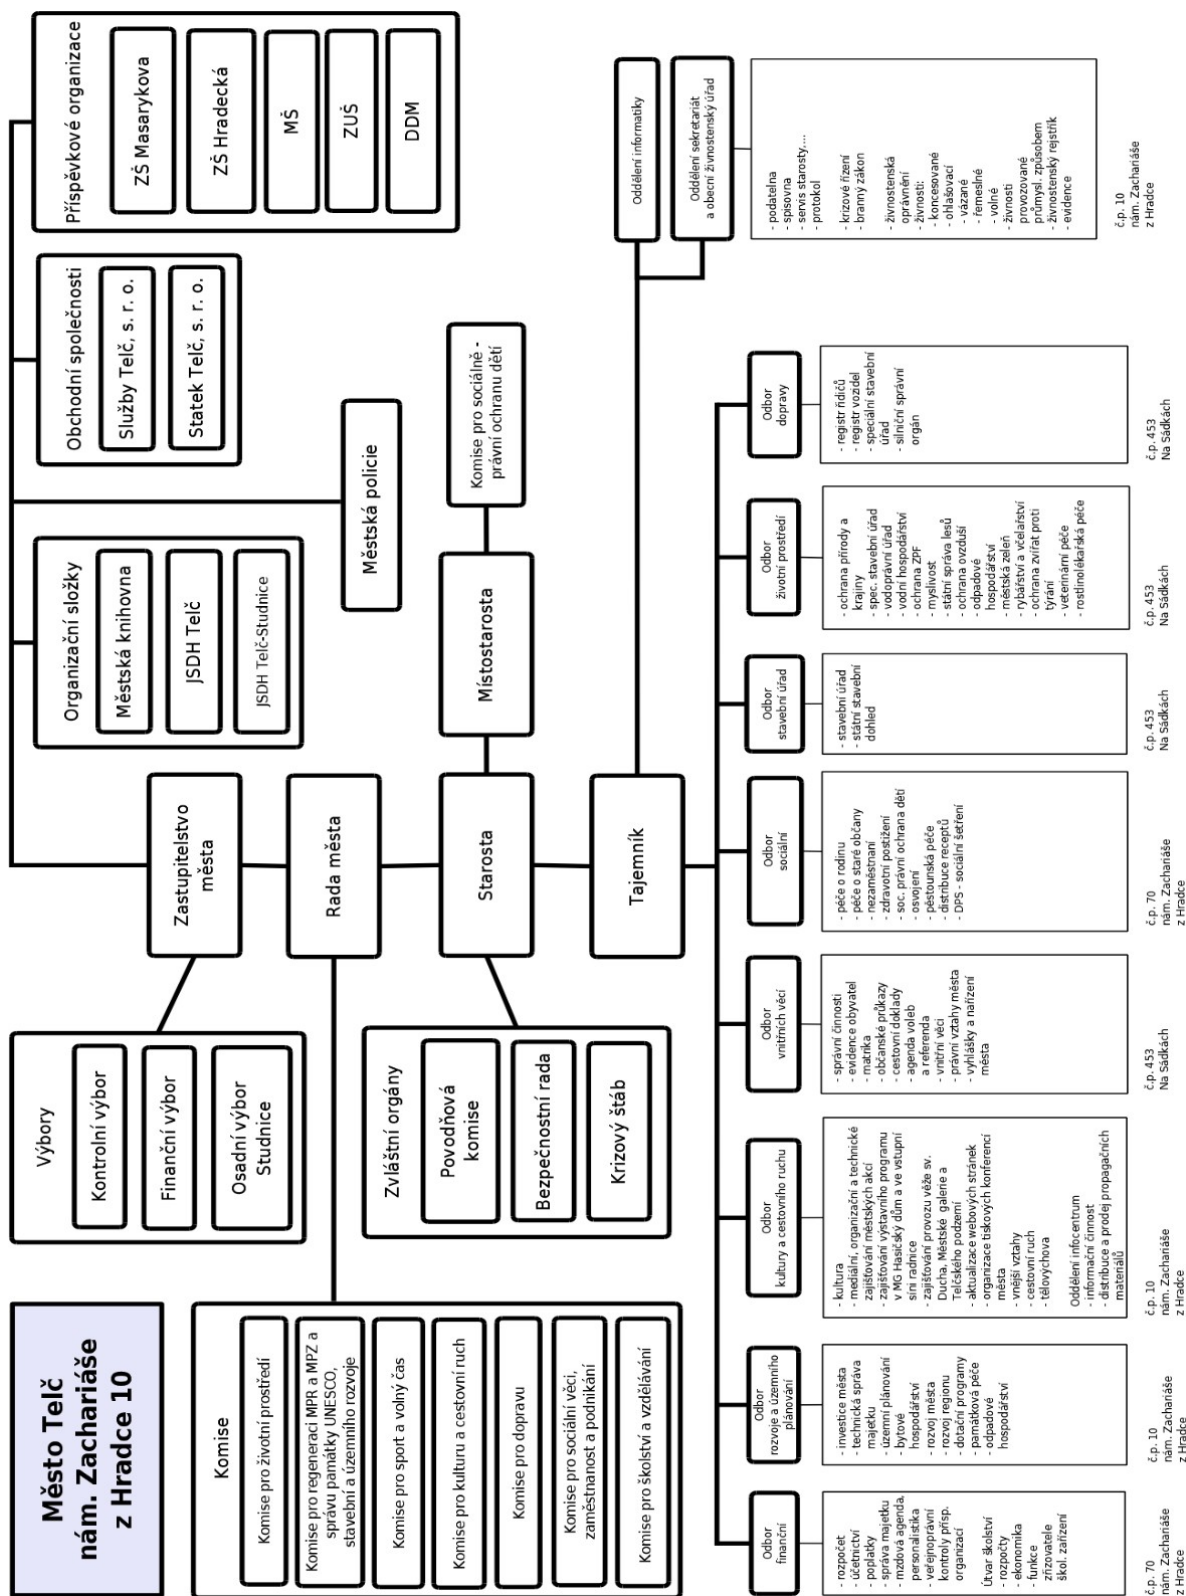 Město Telč
nám. Zachariáše
z Hradce 10
Výbory
Kontrolní výbor
Finanční výbor
Osadní výbor
Studnice
Zastupitelstvo
města
Organizační složky
Městská knihovna
JSDH Telč
JSDH Telč-Studnice
Obchodní společnosti
Služby Telč, s. r. o.
Statek Telč, s. r. o.
Příspěvkové organizace
ZŠ Masarykova
ZŠ Hradecká
MŠ
ZUŠ
DDM
Městská policie
Komise
Komise pro životní prostředí
Komise pro regeneraci MPR a MPZ a
správu památky UNESCO,
stavební a územního rozvoje
Komise pro sport a volný čas
Komise pro kulturu a cestovní ruch
Komise pro dopravu
Komise pro sociální věci,
zaměstnanost a podnikání
Komise pro školství a vzdělávání
Rada města
Zvláštní orgány
Povodňová
komise
Bezpečnostní rada
Krizový štáb
Starosta
Místostarosta
Komise pro sociálně -
právní ochranu dětí
Tajemník
Oddělení informatiky
Oddělení sekretariát
a obecní živnostenský úřad
- podatelna
- spisovna
- servis starosty,...
- protokol
- krizové řízení
- branný zákon
- živnostenská
oprávnění
- živnosti:
- koncesované
- ohlašovací
- vázané
- řemeslné
- volné
- živnosti
provozované
průmysl. způsobem
- živnostenský rejstřík
- evidence
č.p. 10
nám. Zachariáše
z Hradce
Odbor
finanční
- rozpočet
- účetnictví
- poplatky
- správa majetku
- mzdová agenda,
personalistika
- veřejnoprávní
kontroly přísp.
organizací
Útvar školství
- rozpočty
- ekonomika
- funkce
zřizovatele
škol. zařízení
č.p. 70
nám. Zachariáše
z Hradce
Odbor
rozvoje a územního
plánování
- investice města
- technická správa
majetku
- územní plánování
- bytové
hospodářství
- rozvoj města
- rozvoj regionu
- dotační programy
- památková péče
- odpadové
hospodářství
č.p. 10
nám. Zachariáše
z Hradce
Odbor
kultury a cestovního ruchu
- kultura
- mediální, organizační a technické
zajišťování městských akcí
- zajišťování výstavního programu
v MG Hasičský dům a ve vstupní
síni radnice
- zajišťování provozu věže sv.
Ducha, Městské galerie a
Telčského podzemí
- aktualizace webových stránek
- organizace tiskových konferencí
města
- vnější vztahy
- cestovní ruch
- tělovýchova
Oddělení infocentrum
- informační činnost
- distribuce a prodej propagačních
materiálů
č.p. 10
nám. Zachariáše
z Hradce
Odbor
vnitřních věcí
- správní činnosti
- evidence obyvatel
- matrika
- občanské průkazy
- cestovní doklady
- agenda voleb
a referenda
- vnitřní věci
- právní vztahy města
- vyhlášky a nařízení
města
č.p.453
Na Sádkách
Odbor
sociální
- péče o rodinu
- péče o staré občany
- nezaměstnaní
- zdravotní postižení
- soc. právní ochrana dětí
- osvojení
- pěstounská péče
- distribuce receptů
- DPS - sociální šetření
č.p. 70
nám. Zachariáše
z Hradce
Odbor
stavební úřad
- stavební úřad
- státní stavební
dohled
č.p.453
Na Sádkách
Odbor
životní prostředí
- ochrana přírody a
krajiny
- spec. stavební úřad
- vodoprávní úřad
- vodní hospodářství
- ochrana ZPF
- myslivost
- státní správa lesů
- ochrana ovzduší
- odpadové
hospodářství
- městská zeleň
- rybářství a včelařství
- ochrana zvířat proti
týrání
- veterinární péče
- rostlinolékařská péče
č.p.453
Na Sádkách
Odbor
dopravy
- registr řidičů
- registr vozidel
- speciální stavební
úřad
- silniční správní
orgán
č.p.453
Na Sádkách